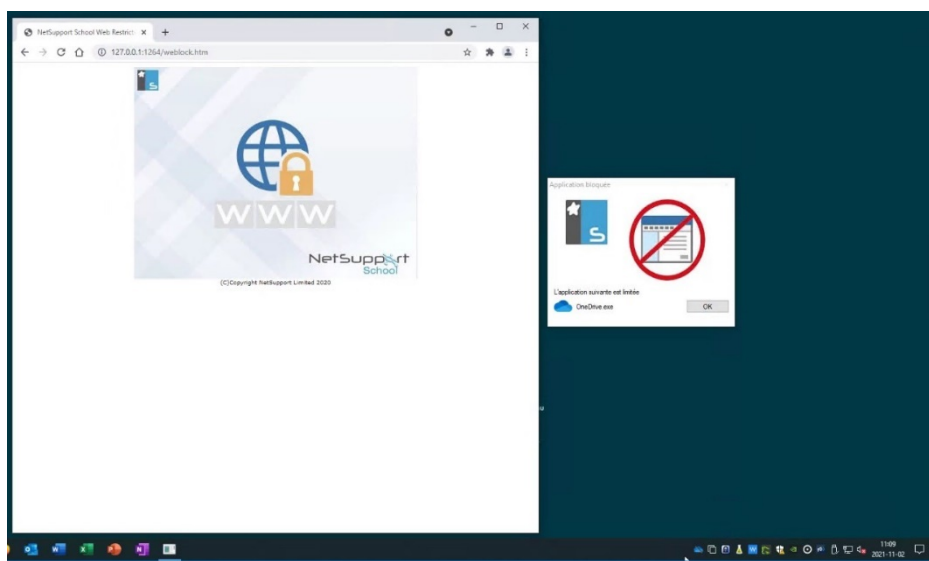 NetSupport School Web Restric
127.0.0.1:1264/weblock.htm
S
WWW
NetSupport
School
(C)Copyright NetSupport Limited 2020
Application bloquée
S
L'application suivante est limitée
OneDrive.exe
OK
11:09
2021-11-02